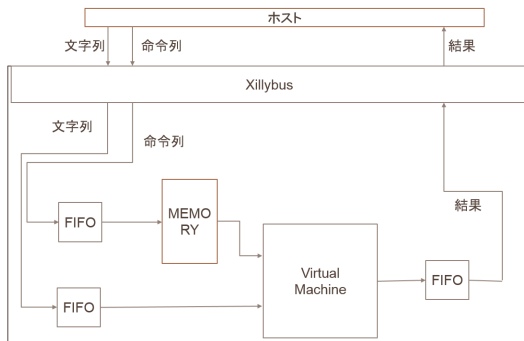 ホスト
文字列
命令列
結果
Xillybus
文字列
命令列
FIFO
MEMO
RY
結果
Virtual
Machine
FIFO
FIFO